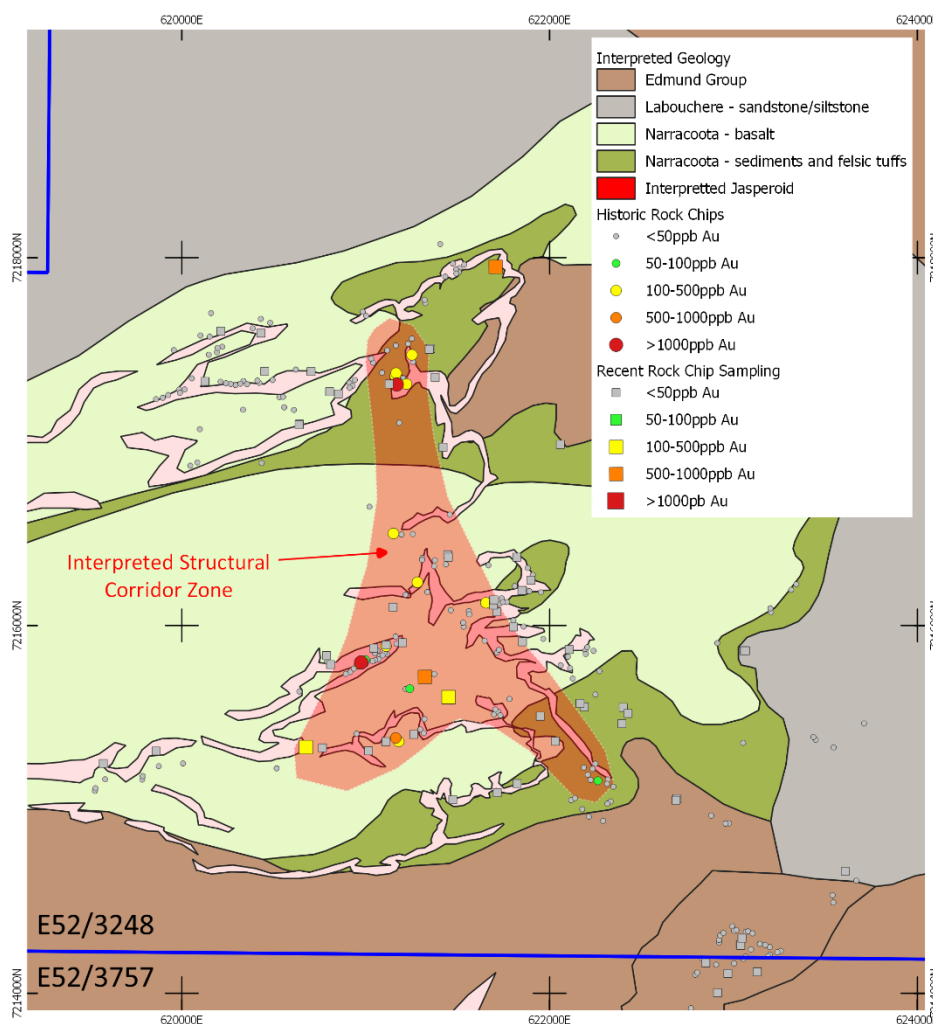 620000E
622000E
624000E
Interpreted Geology
Edmund Group
Labouchere - sandstone/siltstone
Narracoota - basalt
Narracoota - sediments and felsic tuffs
Interpretted Jasperoid
Historic Rock Chips
<50ppb Au
50-100ppb Au
100-500ppb Au
500-1000ppb Au
>1000ppb Au
Recent Rock Chip Sampling
<50ppb Au
50-100ppb Au
100-500ppb Au
500-1000ppb Au
>1000pb Au
7218000N
7218000N
Interpreted Structural
Corridor Zone
7216000N
7216000N
E52/3248
E52/3757
7214000N
7214000N
620000E
622000E
624000E